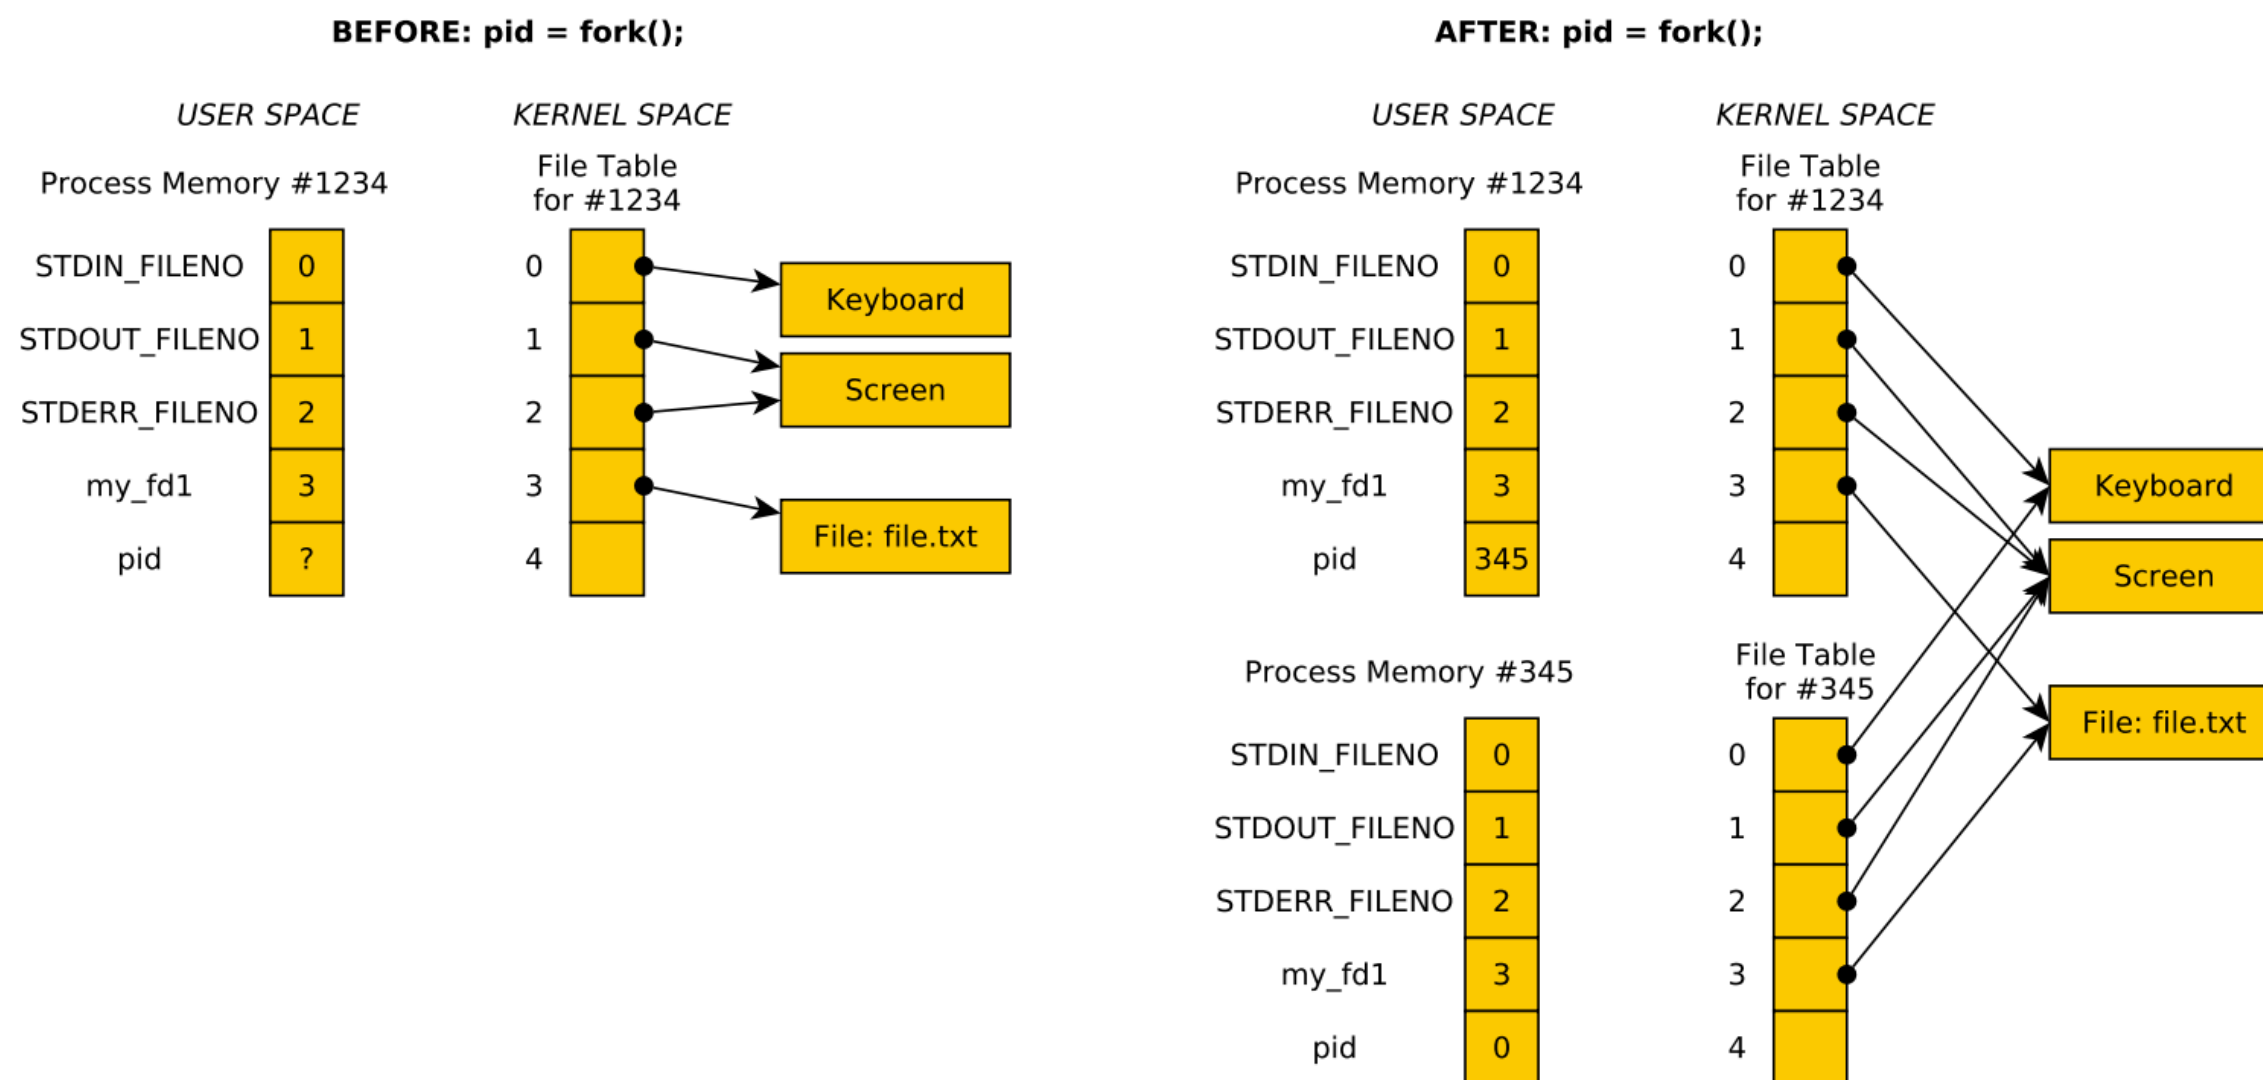 BEFORE: pid = fork();
USER SPACE
KERNEL SPACE
Process Memory #1234
File Table
for #1234
STDIN_FILENO 0
0
Keyboard
STDOUT_FILENO 1
1
Screen
STDERR_FILENO 2
2
my_fd1 3
3
File: file.txt
pid ?
4
AFTER: pid = fork();
USER SPACE
KERNEL SPACE
Process Memory #1234
File Table
for #1234
STDIN_FILENO 0
0
STDOUT_FILENO 1
1
STDERR_FILENO 2
2
my_fd1 3
3
Keyboard
pid 345
4
Screen
Process Memory #345
File Table
for #345
File: file.txt
STDIN_FILENO 0
0
STDOUT_FILENO 1
1
STDERR_FILENO 2
2
my_fd1 3
3
pid 0
4